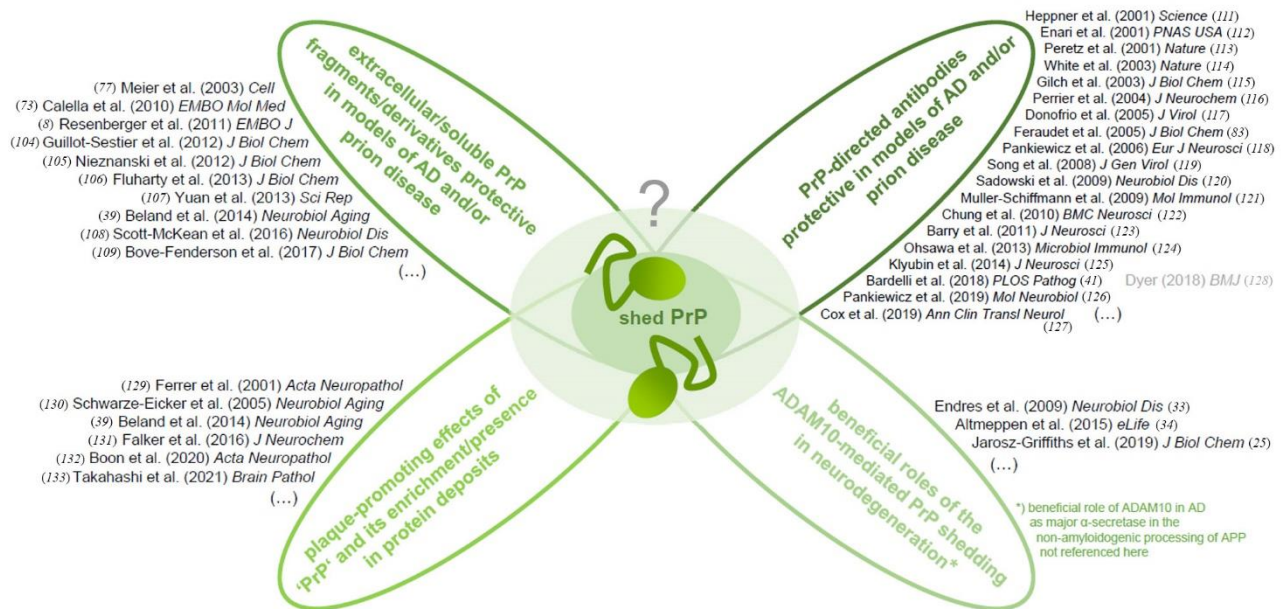 extracellular/soluble PrP
fragments/derivatives protective
in models of AD and/or
prion disease
(77) Meier et al. (2003) Cell
(73) Calella et al. (2010) EMBO Mol Med
(8) Resenberger et al. (2011) EMBO J
(104) Guillot-Sestier et al. (2012) J Biol Chem
(105) Nieznanski et al. (2012) J Biol Chem
(106) Fluharty et al. (2013) J Biol Chem
(107) Yuan et al. (2013) Sci Rep
(39) Beland et al. (2014) Neurobiol Aging
(108) Scott-McKean et al. (2016) Neurobiol Dis
(109) Bove-Fenderson et al. (2017) J Biol Chem
(...)
PrP-directed antibodies
protective in models of AD and/or
prion disease
Heppner et al. (2001) Science (111)
Enari et al. (2001) PNAS USA (112)
Peretz et al. (2001) Nature (113)
White et al. (2003) Nature (114)
Gilch et al. (2003) J Biol Chem (115)
Perrier et al. (2004) J Neurochem (116)
Donofrio et al. (2005) J Virol (117)
Feraudet et al. (2005) J Biol Chem (83)
Pankiewicz et al. (2006) Eur J Neurosci (118)
Song et al. (2008) J Gen Virol (119)
Sadowski et al. (2009) Neurobiol Dis (120)
Muller-Schiffmann et al. (2009) Mol Immunol (121)
Chung et al. (2010) BMC Neurosci (122)
Barry et al. (2011) J Neurosci (123)
Ohsawa et al. (2013) Microbiol Immunol (124)
Klyubin et al. (2014) J Neurosci (125)
Bardelli et al. (2018) PLOS Pathog (41) Dyer (2018) BMJ (128)
Pankiewicz et al. (2019) Mol Neurobiol (126)
Cox et al. (2019) Ann Clin Transl Neurol (...)
(127)
?
shed PrP
(129) Ferrer et al. (2001) Acta Neuropathol
(130) Schwarze-Eicker et al. (2005) Neurobiol Aging
(39) Beland et al. (2014) Neurobiol Aging
(131) Falker et al. (2016) J Neurochem
(132) Boon et al. (2020) Acta Neuropathol
(133) Takahashi et al. (2021) Brain Pathol
(...)
plaque-promoting effects of
'PrP' and its enrichment/presence
in protein deposits
beneficial roles of the
ADAM10-mediated PrP shedding
in neurodegeneration*
Endres et al. (2009) Neurobiol Dis (33)
Altmeppen et al. (2015) eLife (34)
Jarosz-Griffiths et al. (2019) J Biol Chem (25)
(...)
*) beneficial role of ADAM10 in AD
as major α-secretase in the
non-amyloidogenic processing of APP
not referenced here